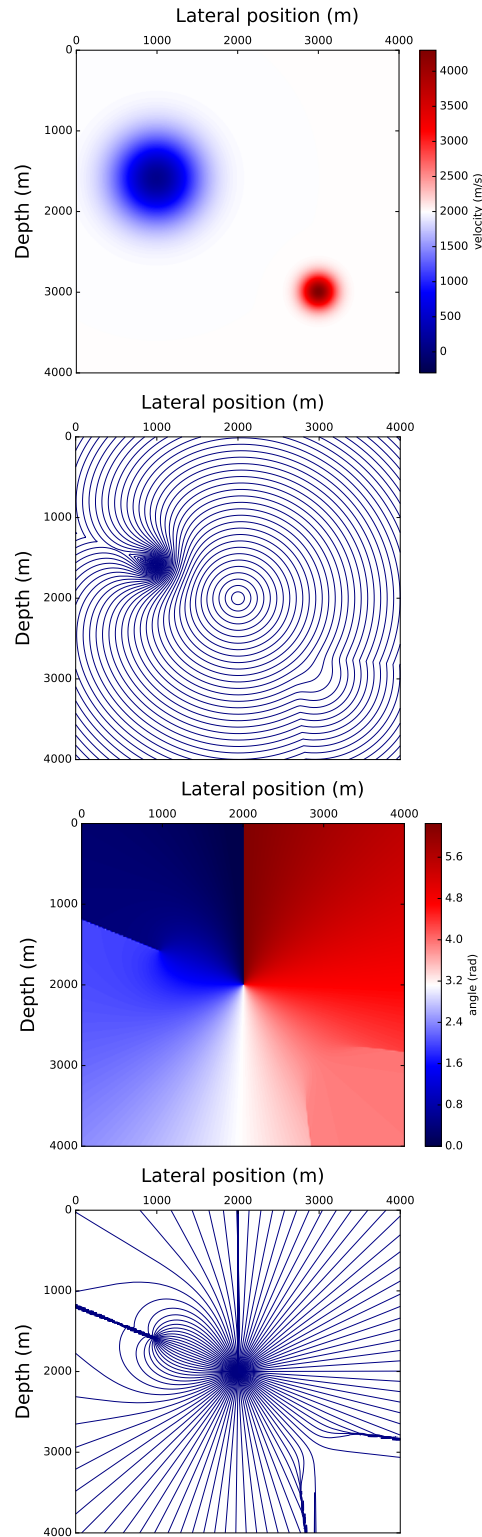 Lateral position (m)
0 1000 2000 3000 4000
0
1000
2000
3000
4000
Depth (m)
4000
3500
3000
2500
2000
1500
1000
500
0
velocity (m/s)
Lateral position (m)
0 1000 2000 3000 4000
0
1000
2000
3000
4000
Depth (m)
Lateral position (m)
0 1000 2000 3000 4000
0
1000
2000
3000
4000
Depth (m)
5.6
4.8
4.0
3.2
2.4
1.6
0.8
0.0
angle (rad)
Lateral position (m)
0 1000 2000 3000 4000
0
1000
2000
3000
4000
Depth (m)